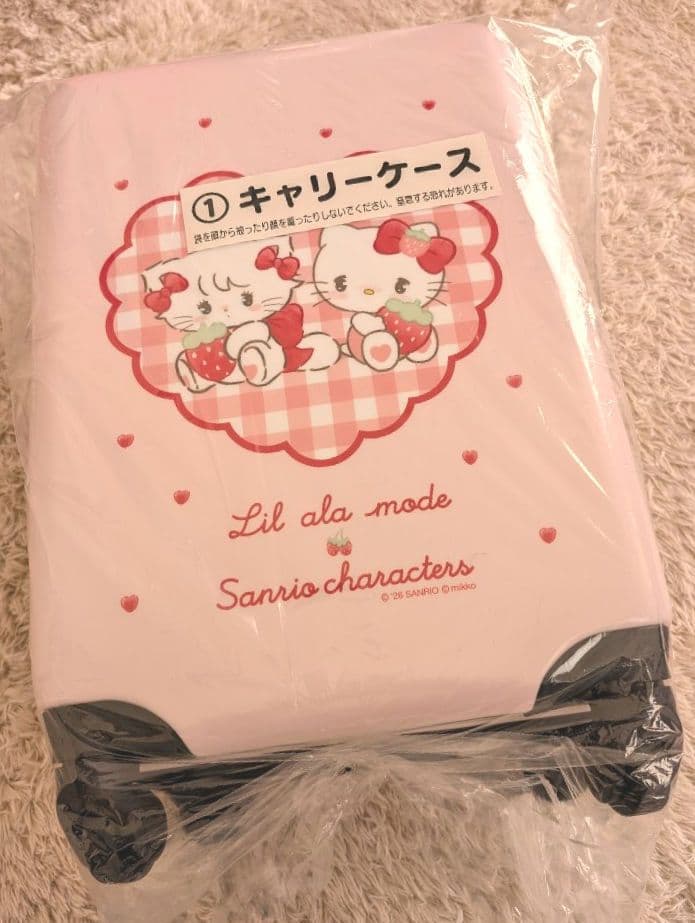 ① キャリーケース
袋を頭から被ったり顔を覆ったりしないでください。窒息する恐れがあります。
Lil ala mode
Sanrio characters
© '26 SANRIO © mikko